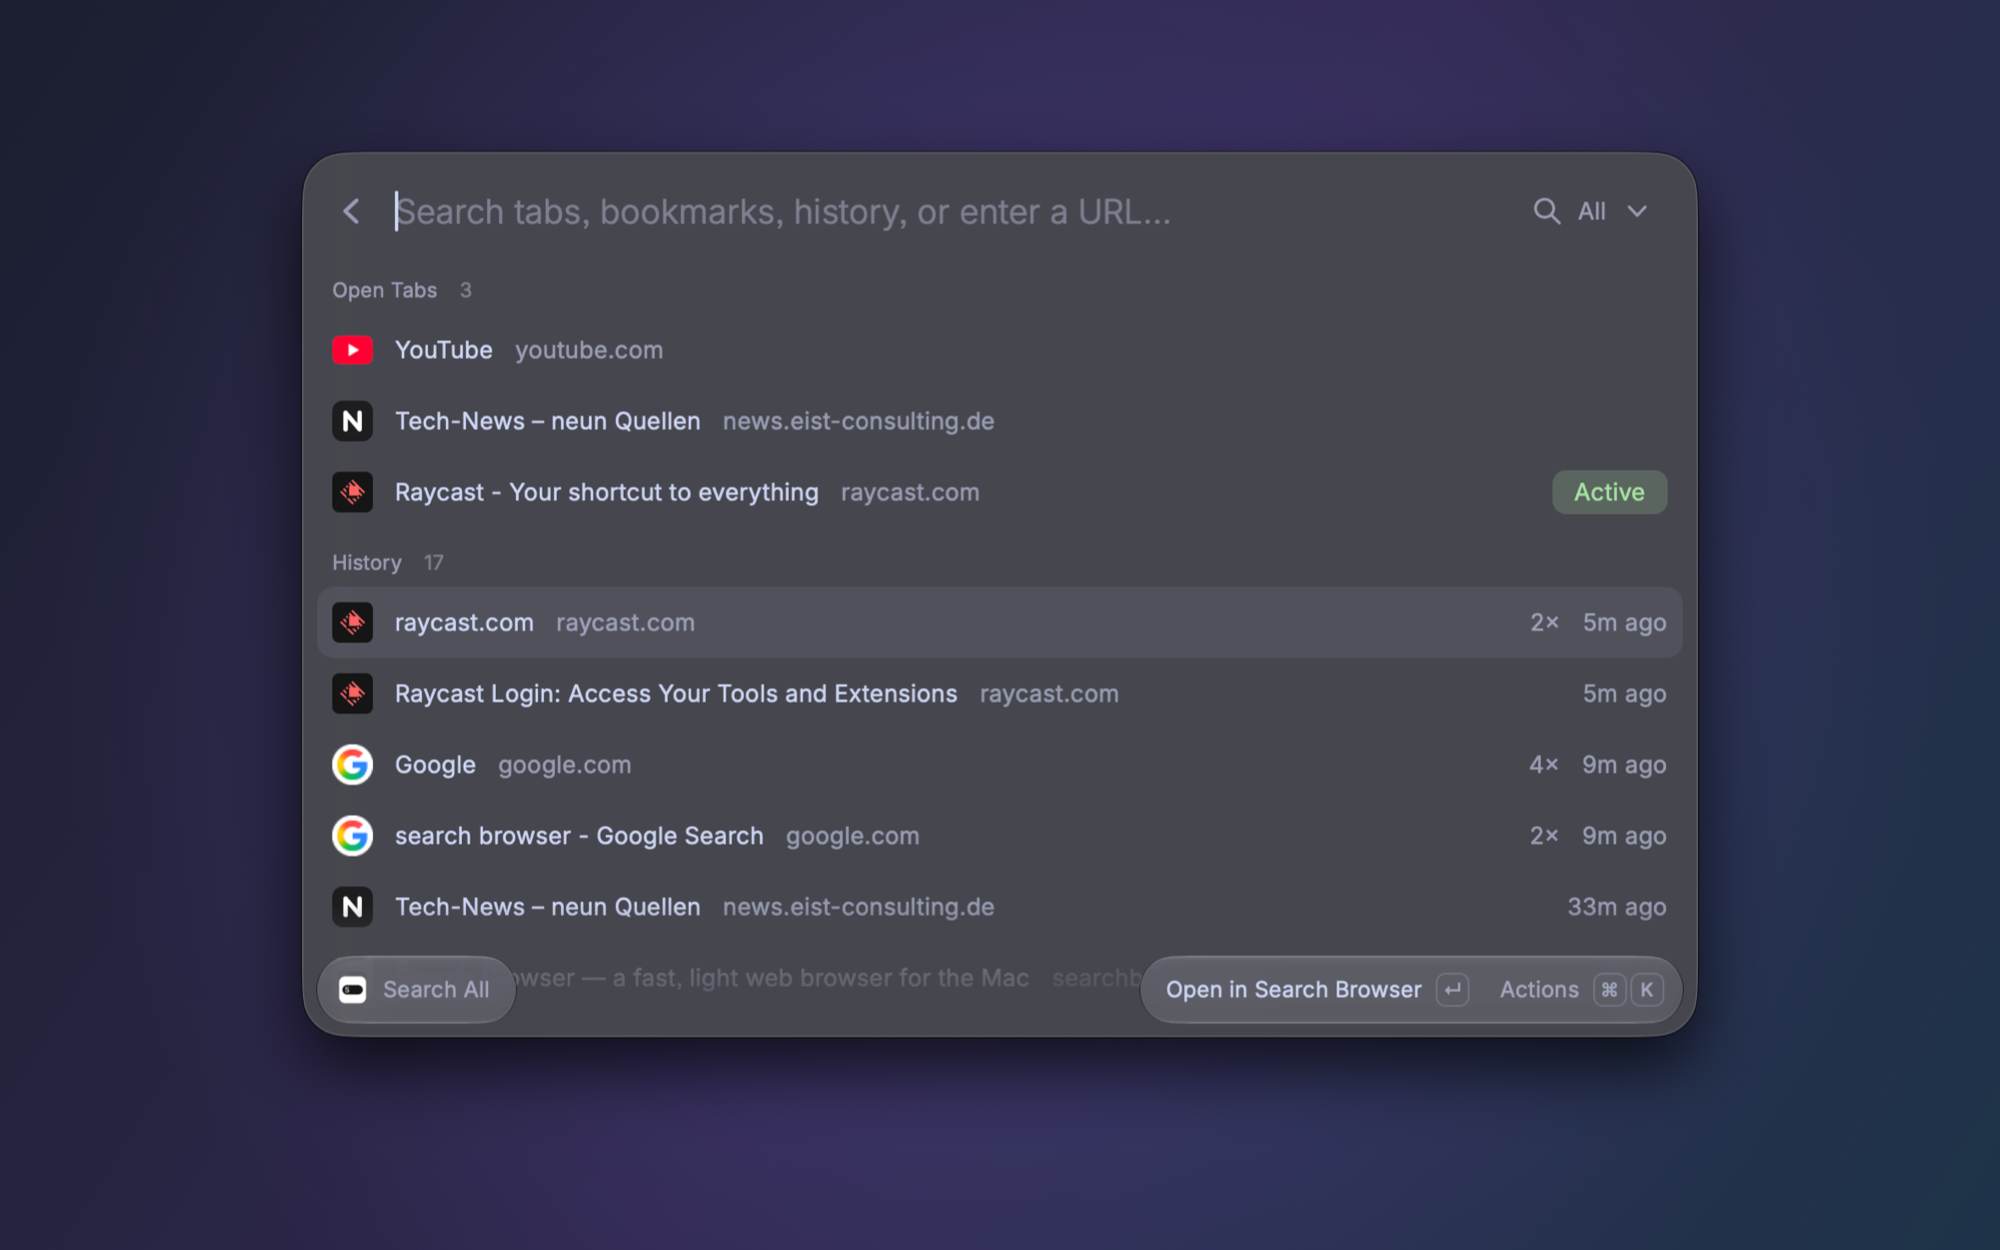 Search tabs, bookmarks, history, or enter a URL...
All
Open Tabs 3
YouTube youtube.com
N Tech-News – neun Quellen news.eist-consulting.de
Raycast - Your shortcut to everything raycast.com Active
History 17
raycast.com raycast.com 2× 5m ago
Raycast Login: Access Your Tools and Extensions raycast.com 5m ago
G Google google.com 4× 9m ago
G search browser - Google Search google.com 2× 9m ago
N Tech-News – neun Quellen news.eist-consulting.de 33m ago
— a fast, light web browser for the Mac
Search All Open in Search Browser ↵ Actions ⌘ K